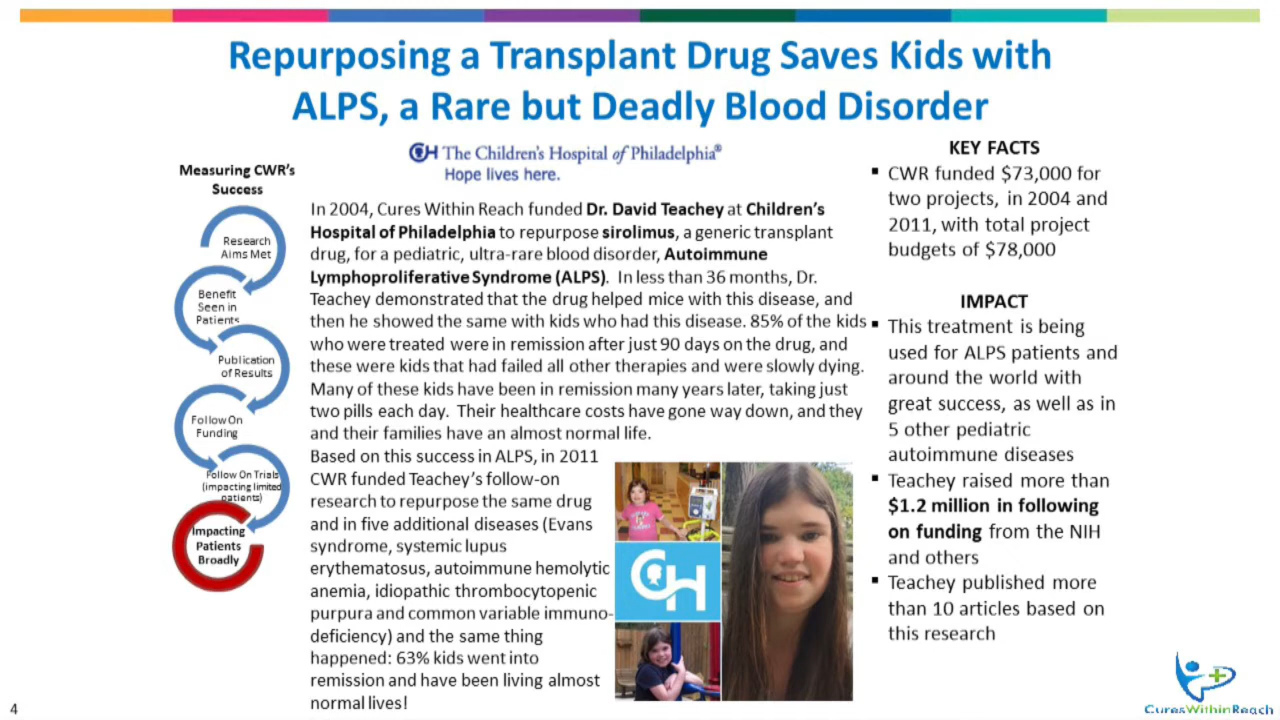 Repurposing a Transplant Drug Saves Kids with
ALPS, a Rare but Deadly Blood Disorder
Measuring CWR's
Success
Research
Aims Met
Benefit
Seen in
Patients
Publication
of Results
Follow On
Funding
Follow On Trials
(impacting limited
patients)
Impacting
Patients
Broadly
CH The Children's Hospital of Philadelphia®
Hope lives here.
In 2004, Cures Within Reach funded Dr. David Teachey at Children's
Hospital of Philadelphia to repurpose sirolimus, a generic transplant
drug, for a pediatric, ultra-rare blood disorder, Autoimmune
Lymphoproliferative Syndrome (ALPS). In less than 36 months, Dr.
Teachey demonstrated that the drug helped mice with this disease, and
then he showed the same with kids who had this disease. 85% of the kids
who were treated were in remission after just 90 days on the drug, and
these were kids that had failed all other therapies and were slowly dying.
Many of these kids have been in remission many years later, taking just
two pills each day. Their healthcare costs have gone way down, and they
and their families have an almost normal life.
Based on this success in ALPS, in 2011
CWR funded Teachey's follow-on
research to repurpose the same drug
and in five additional diseases (Evans
syndrome, systemic lupus
erythematosus, autoimmune hemolytic
anemia, idiopathic thrombocytopenic
purpura and common variable immuno-
deficiency) and the same thing
happened: 63% kids went into
remission and have been living almost
normal lives!
CH
KEY FACTS
▪ CWR funded $73,000 for
two projects, in 2004 and
2011, with total project
budgets of $78,000
IMPACT
▪ This treatment is being
used for ALPS patients and
around the world with
great success, as well as in
5 other pediatric
autoimmune diseases
▪ Teachey raised more than
$1.2 million in following
on funding from the NIH
and others
▪ Teachey published more
than 10 articles based on
this research
CuresWithinReach
4